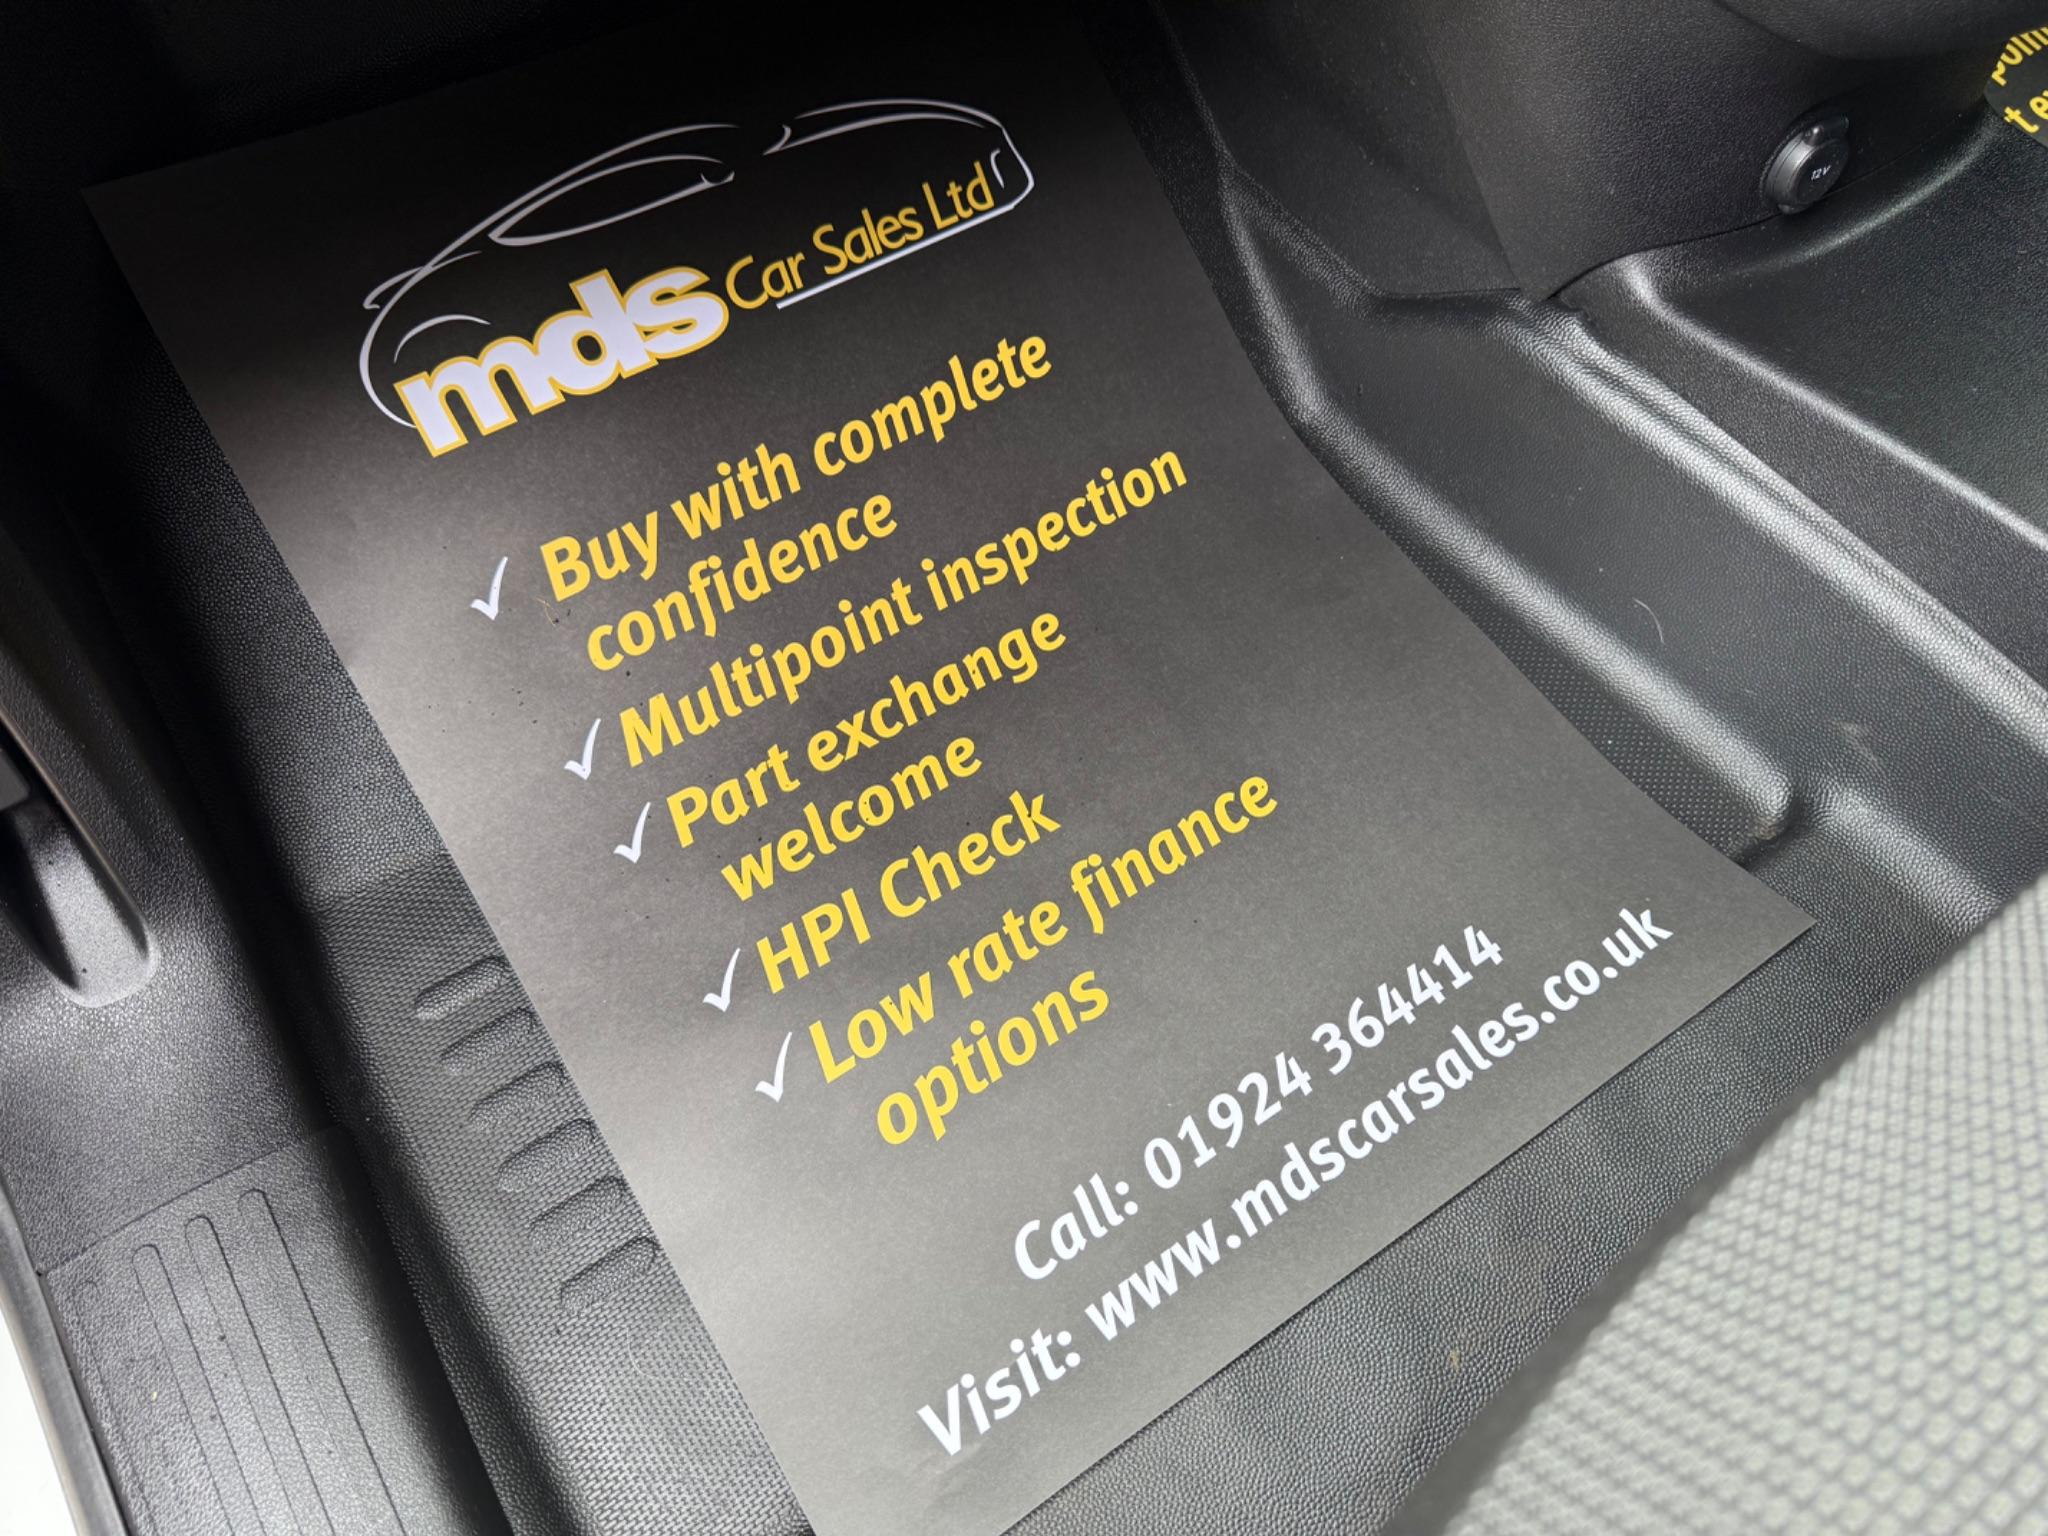 mds Car Sales Ltd
✓ Buy with complete
confidence
✓ Multipoint inspection
✓ Part exchange
welcome
✓ HPI Check
✓ Low rate finance
options
Call: 01924 364414
Visit: www.mdscarsales.co.uk
12V